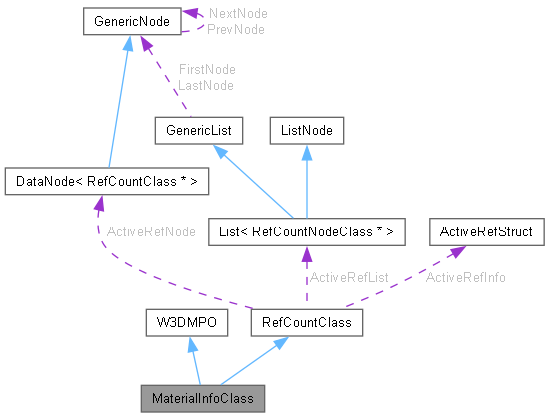 GenericNode
NextNode
PrevNode
FirstNode
LastNode
GenericList
ListNode
DataNode< RefCountClass * >
ActiveRefNode
List< RefCountNodeClass * >
ActiveRefStruct
ActiveRefList
ActiveRefInfo
W3DMPO
RefCountClass
MaterialInfoClass